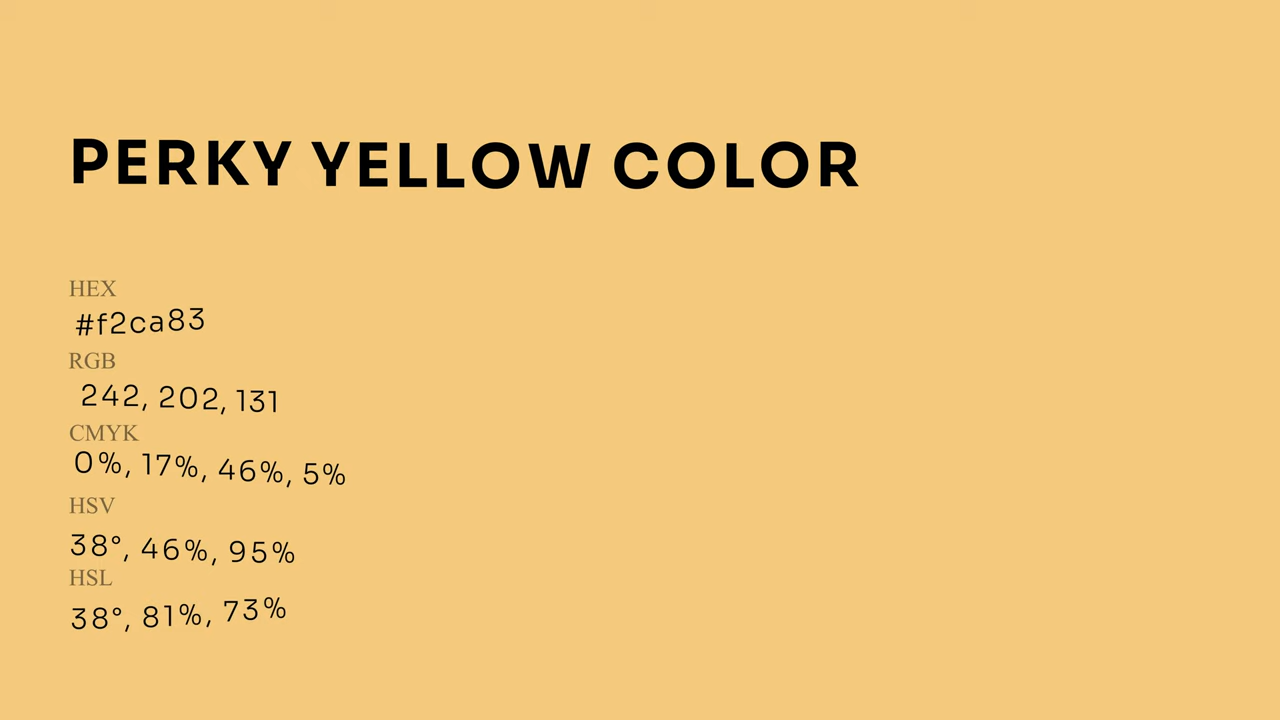 PERKY YELLOW COLOR
HEX
#f2ca83
RGB
242, 202, 131
CMYK
0%, 17%, 46%, 5%
HSV
38°, 46%, 95%
HSL
38°, 81%, 73%